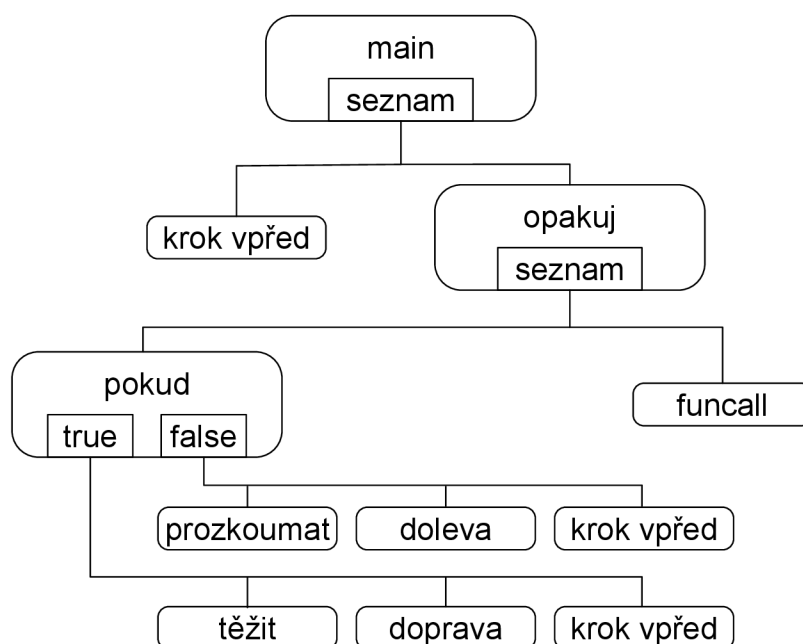 main
seznam
krok vpřed
opakuj
seznam
pokud
true
false
funcall
prozkoumat
doleva
krok vpřed
těžit
doprava
krok vpřed